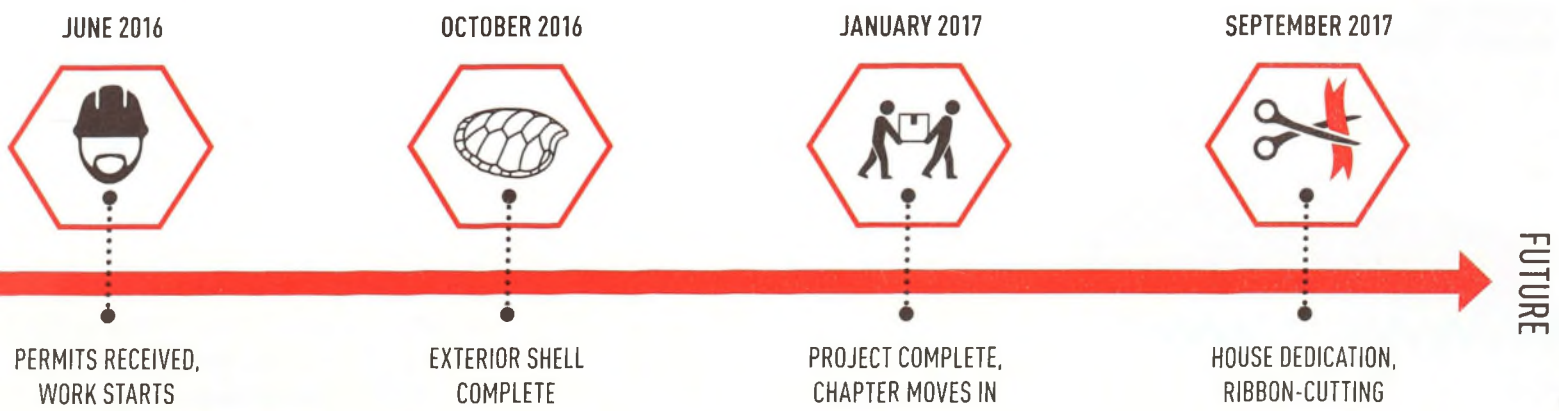 JUNE 2016
OCTOBER 2016
JANUARY 2017
SEPTEMBER 2017
PERMITS RECEIVED,
WORK STARTS
EXTERIOR SHELL
COMPLETE
PROJECT COMPLETE,
CHAPTER MOVES IN
HOUSE DEDICATION,
RIBBON-CUTTING
FUTURE